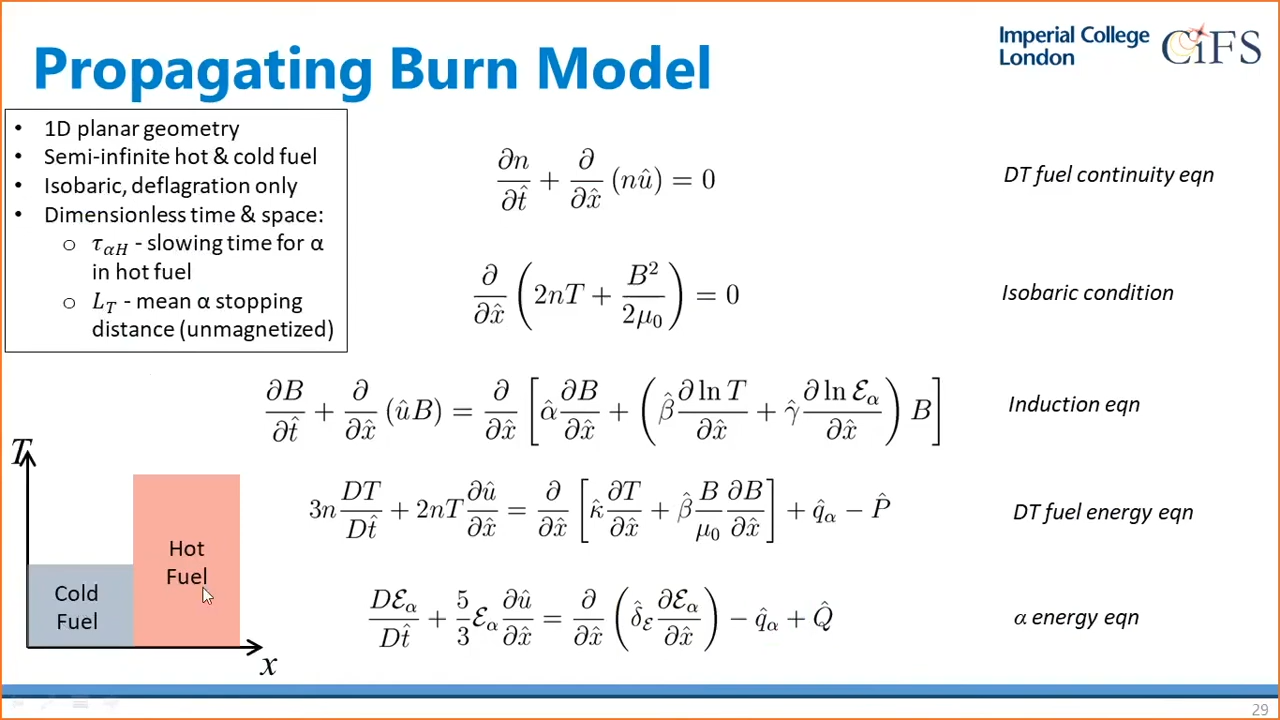 Imperial College
London
CIFS
Propagating Burn Model
• 1D planar geometry
• Semi-infinite hot & cold fuel
• Isobaric, deflagration only
• Dimensionless time & space:
o τ_{αH} - slowing time for α
in hot fuel
o L_T - mean α stopping
distance (unmagnetized)
∂n/∂t̂ + ∂/∂x̂ (nû) = 0
DT fuel continuity eqn
∂/∂x̂ (2nT + B²/2μ₀) = 0
Isobaric condition
∂B/∂t̂ + ∂/∂x̂ (ûB) = ∂/∂x̂ [α̂ ∂B/∂x̂ + (β̂ ∂ ln T/∂x̂ + γ̂ ∂ ln ℰ_α/∂x̂) B]
Induction eqn
3n DT/Dt̂ + 2nT ∂û/∂x̂ = ∂/∂x̂ [κ̂ ∂T/∂x̂ + β̂ B/μ₀ ∂B/∂x̂] + q̂_α − P̂
DT fuel energy eqn
Dℰ_α/Dt̂ + 5/3 ℰ_α ∂û/∂x̂ = ∂/∂x̂ (δ̂_ℰ ∂ℰ_α/∂x̂) − q̂_α + Q̂
α energy eqn
T
Hot
Fuel
Cold
Fuel
x
29